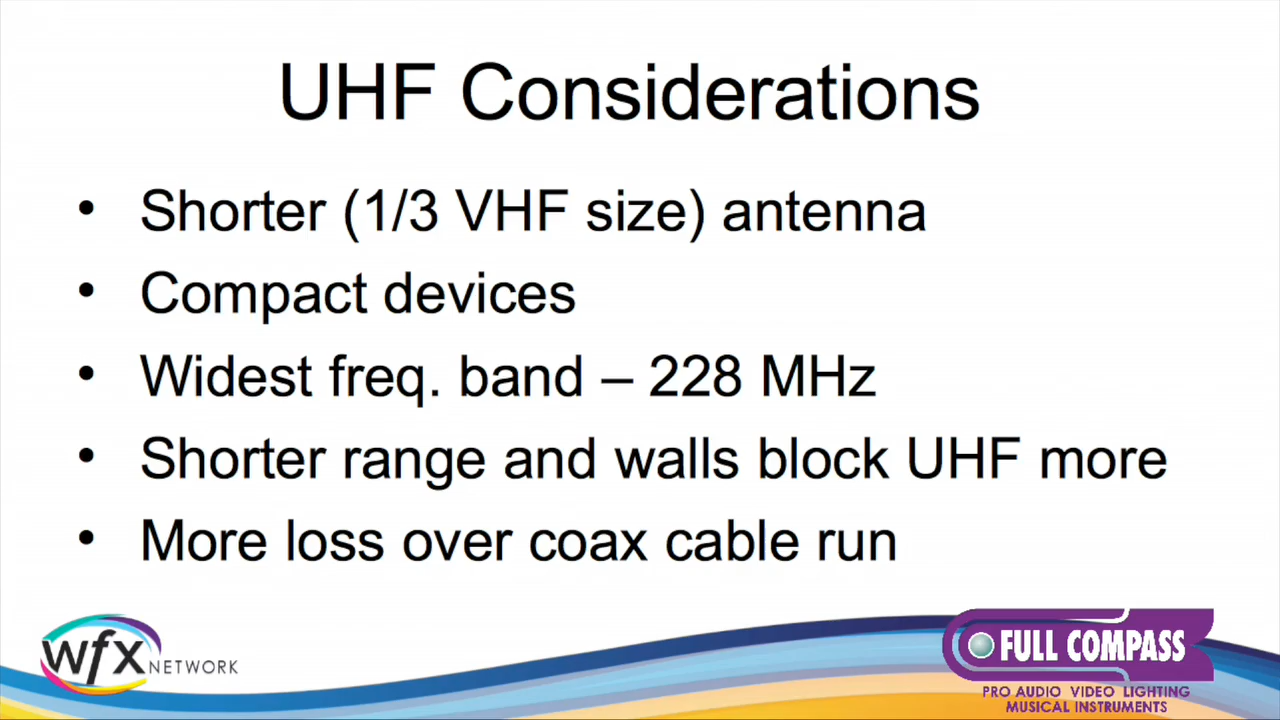 UHF Considerations
• Shorter (1/3 VHF size) antenna
• Compact devices
• Widest freq. band – 228 MHz
• Shorter range and walls block UHF more
• More loss over coax cable run
wfx NETWORK
FULL COMPASS
PRO AUDIO VIDEO LIGHTING
MUSICAL INSTRUMENTS